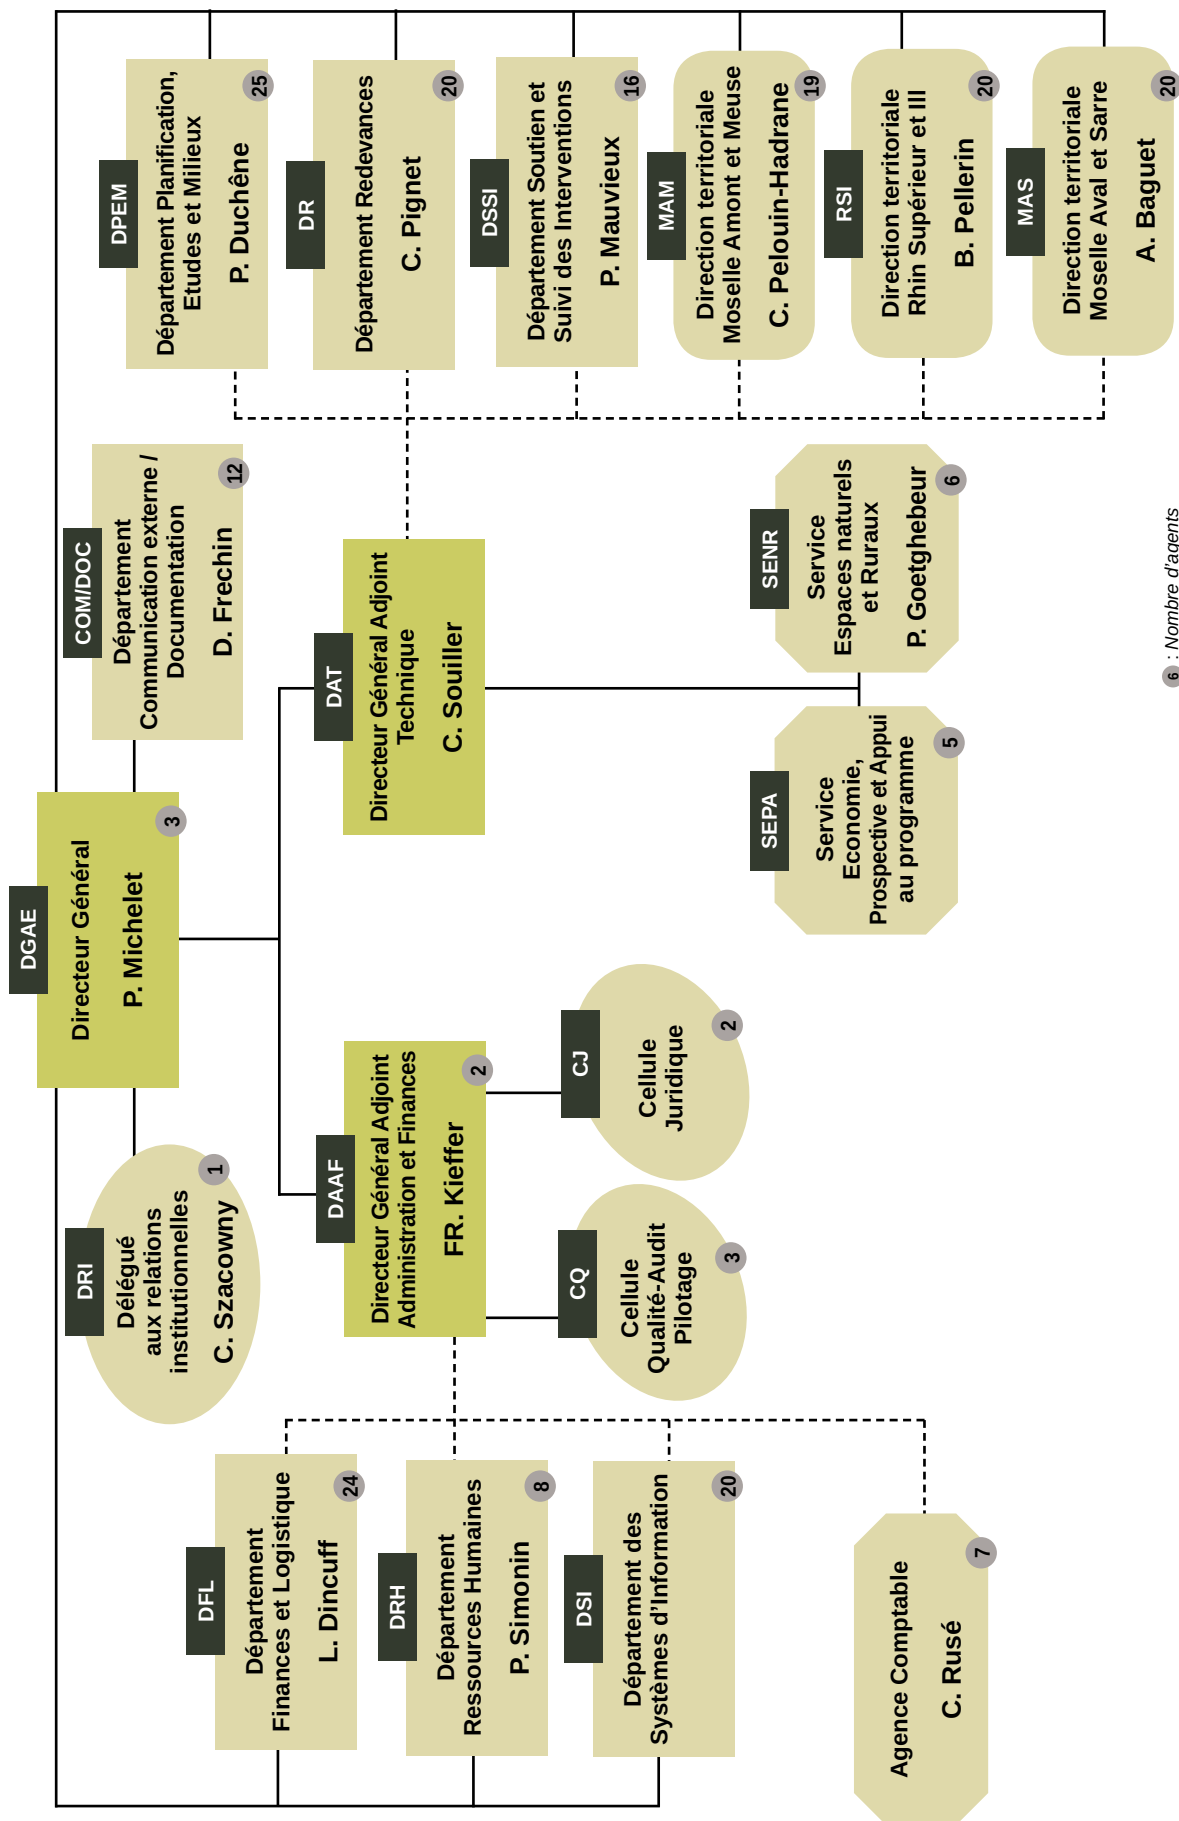 DGAE
Directeur Général
P. Michelet
3
DRI
Délégué
aux relations
institutionnelles
C. Szacowny
1
COM/DOC
Département
Communication externe /
Documentation
D. Frechin
12
DAAF
Directeur Général Adjoint
Administration et Finances
FR. Kieffer
2
DAT
Directeur Général Adjoint
Technique
C. Souiller
DFL
Département
Finances et Logistique
L. Dincuff
24
DRH
Département
Ressources Humaines
P. Simonin
8
DSI
Département des
Systèmes d'Information
20
Agence Comptable
C. Rusé
7
CQ
Cellule
Qualité-Audit
Pilotage
3
CJ
Cellule
Juridique
2
SEPA
Service
Economie,
Prospective et Appui
au programme
5
SENR
Service
Espaces naturels
et Ruraux
P. Goetghebeur
6
DPEM
Département Planification,
Etudes et Milieux
P. Duchêne
25
DR
Département Redevances
C. Pignet
20
DSSI
Département Soutien et
Suivi des Interventions
P. Mauvieux
16
MAM
Direction territoriale
Moselle Amont et Meuse
C. Pelouin-Hadrane
19
RSI
Direction territoriale
Rhin Supérieur et Ill
B. Pellerin
20
MAS
Direction territoriale
Moselle Aval et Sarre
A. Baguet
20
6 : Nombre d'agents